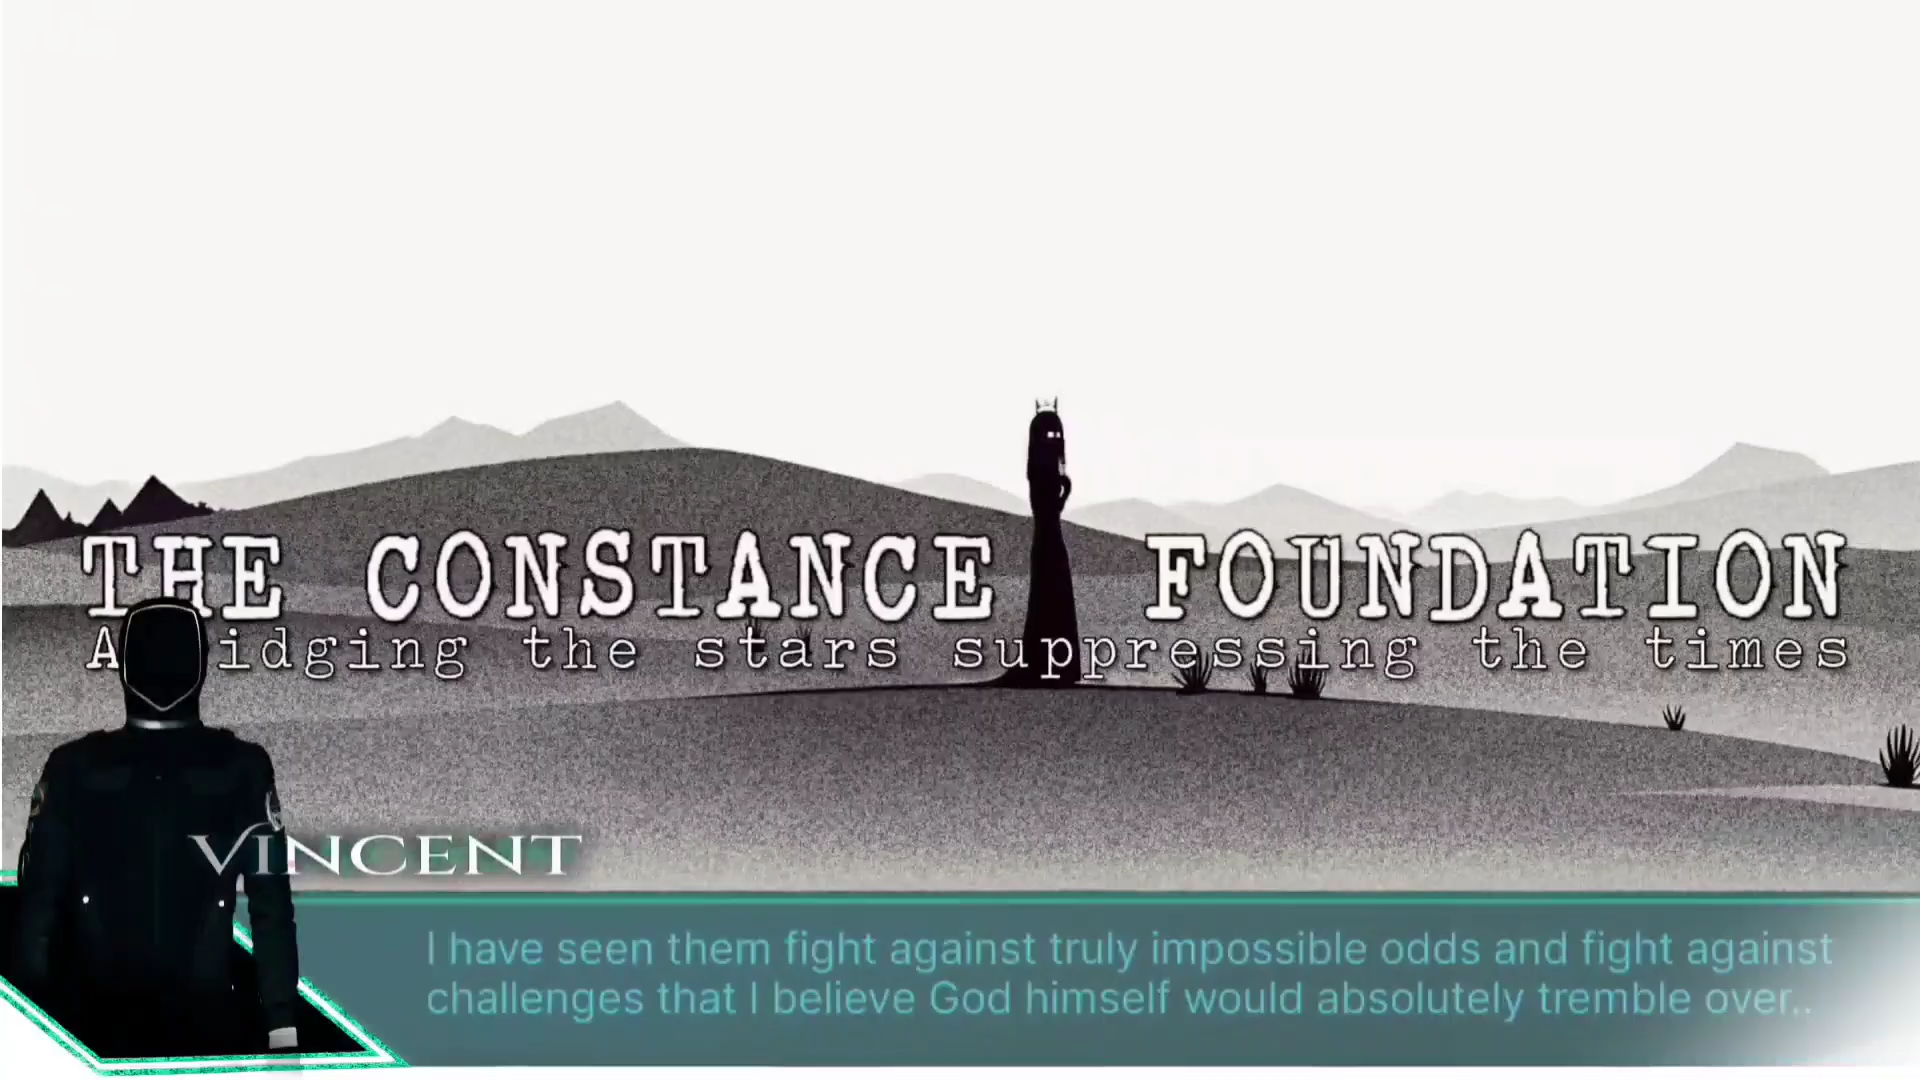 THE CONSTANCE FOUNDATION
the stars suppressing the times
VINCENT
I have seen them fight against truly impossible odds and fight against
challenges that I believe God himself would absolutely tremble over..